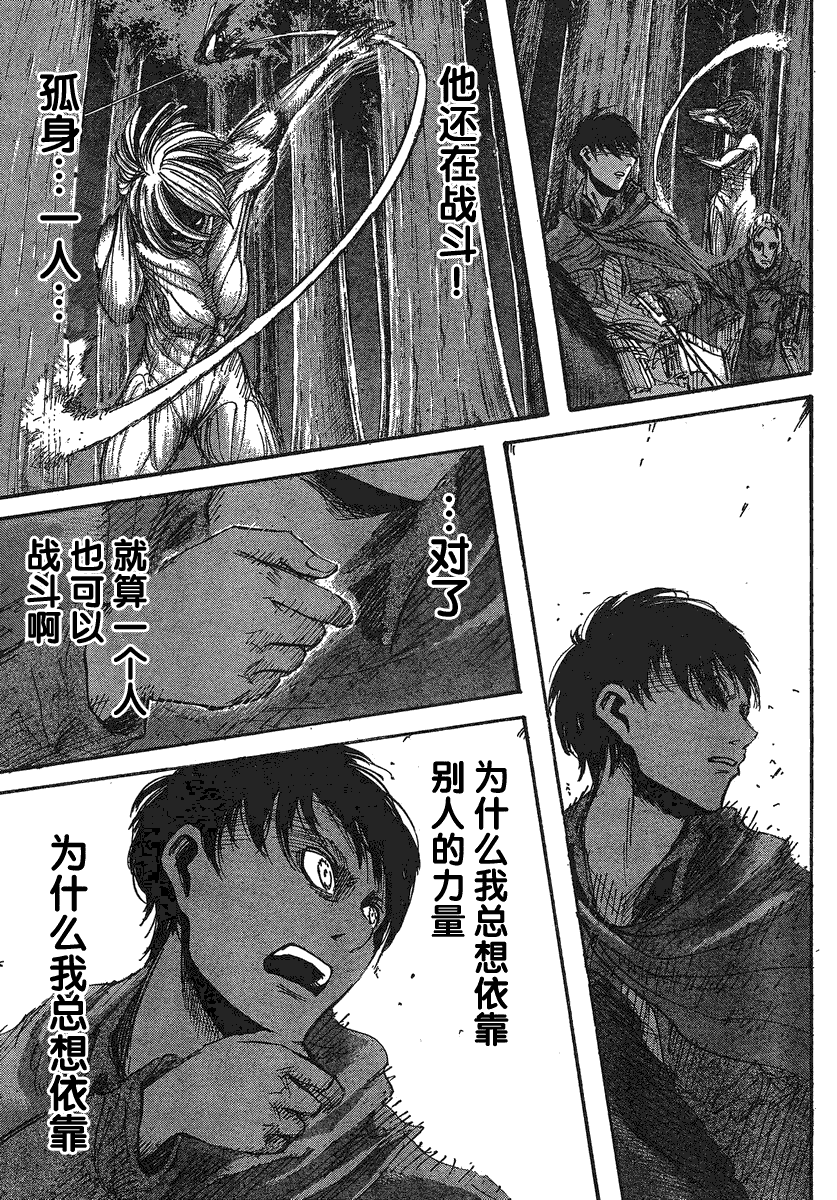 他还在战斗！
孤身…一人…
…对了
就算一个人
也可以
战斗啊
为什么我总想依靠
别人的力量
为什么我总想依靠